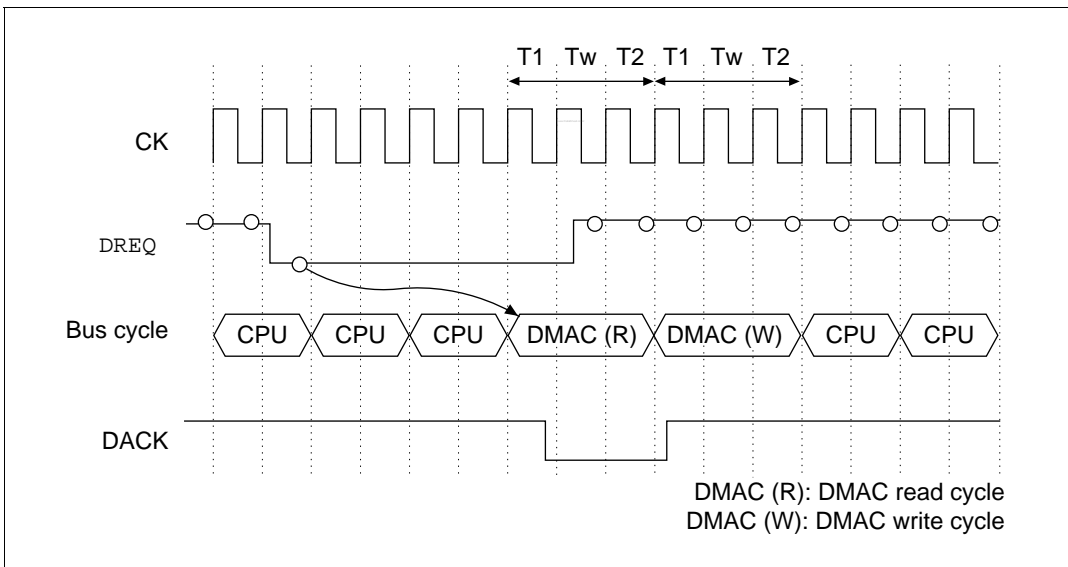 T1 Tw T2 T1 Tw T2
CK
DREQ
Bus cycle CPU CPU CPU DMAC (R) DMAC (W) CPU CPU
DACK
DMAC (R): DMAC read cycle
DMAC (W): DMAC write cycle